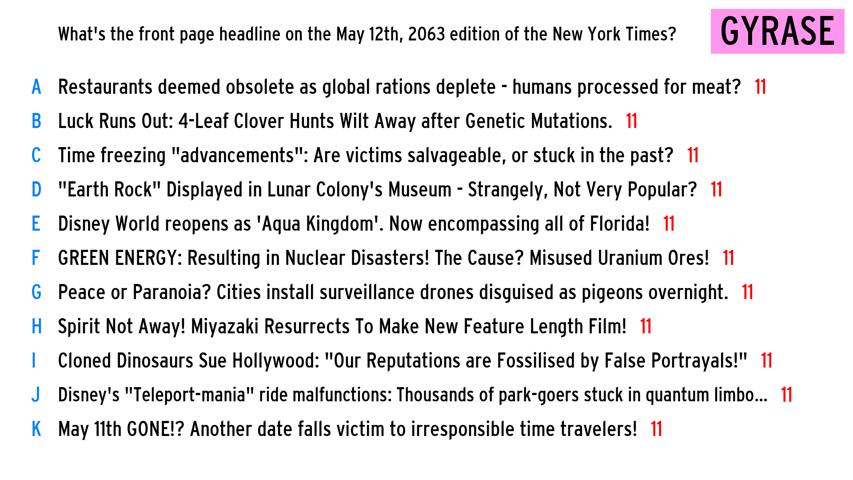 What's the front page headline on the May 12th, 2063 edition of the New York Times? GYRASE
A Restaurants deemed obsolete as global rations deplete - humans processed for meat? 11
B Luck Runs Out: 4-Leaf Clover Hunts Wilt Away after Genetic Mutations. 11
C Time freezing "advancements": Are victims salvageable, or stuck in the past? 11
D "Earth Rock" Displayed in Lunar Colony's Museum - Strangely, Not Very Popular? 11
E Disney World reopens as 'Aqua Kingdom'. Now encompassing all of Florida! 11
F GREEN ENERGY: Resulting in Nuclear Disasters! The Cause? Misused Uranium Ores! 11
G Peace or Paranoia? Cities install surveillance drones disguised as pigeons overnight. 11
H Spirit Not Away! Miyazaki Resurrects To Make New Feature Length Film! 11
I Cloned Dinosaurs Sue Hollywood: "Our Reputations are Fossilised by False Portrayals!" 11
J Disney's "Teleport-mania" ride malfunctions: Thousands of park-goers stuck in quantum limbo... 11
K May 11th GONE!? Another date falls victim to irresponsible time travelers! 11